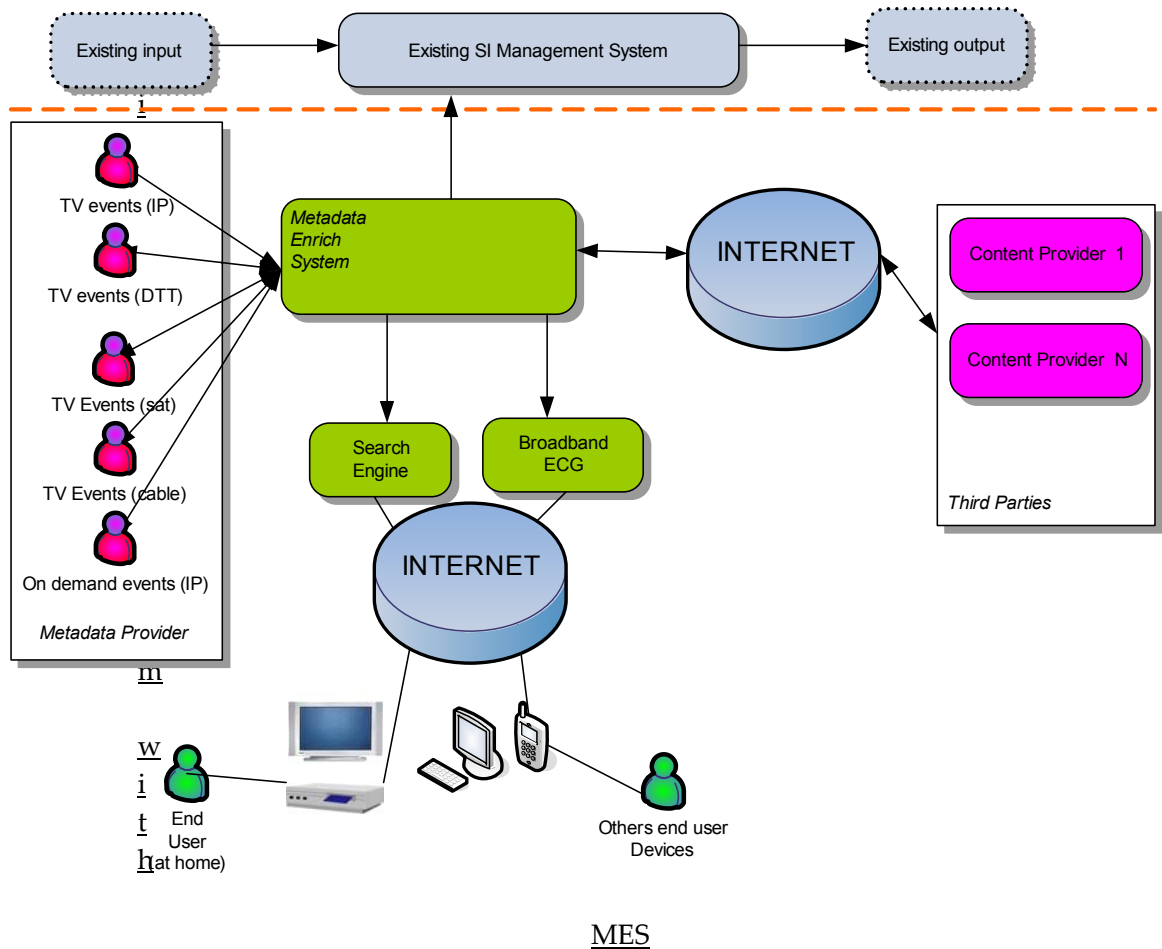 Existing input
Existing SI Management System
Existing output
l
TV events (IP)
TV events (DTT)
TV Events (sat)
TV Events (cable)
On demand events (IP)
Metadata Provider
Metadata
Enrich
System
INTERNET
Content Provider 1
Content Provider N
Third Parties
Search
Engine
Broadband
ECG
INTERNET
m
w
i
t
h
End
User
(at home)
Others end user
Devices
MES